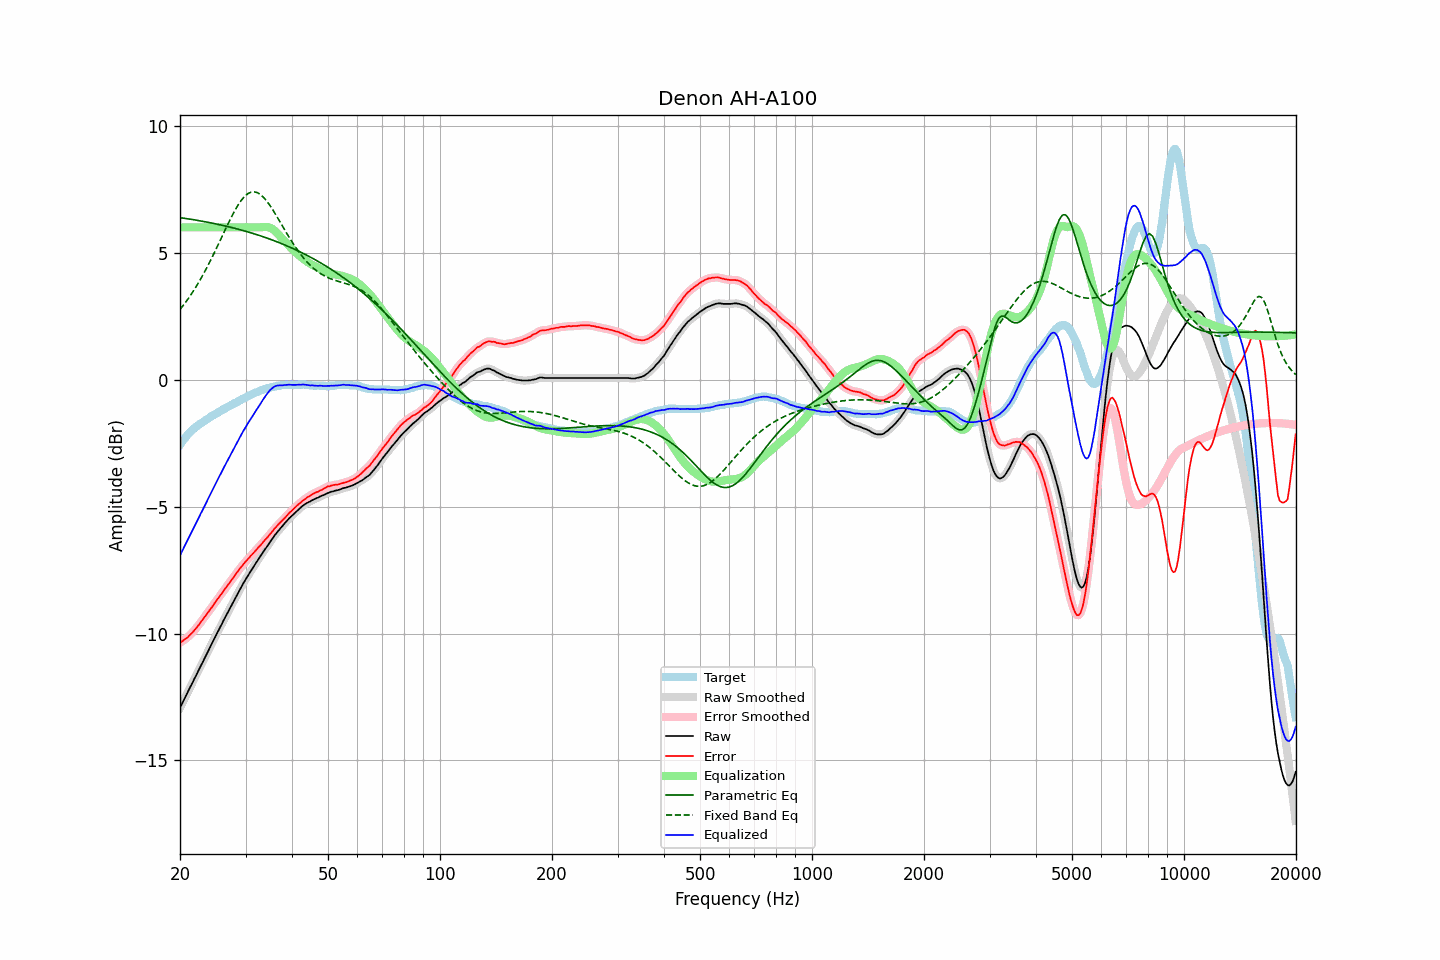 Denon AH-A100
10
5
0
−5
−10
−15
Amplitude (dBr)
Target
Raw Smoothed
Error Smoothed
Raw
Error
Equalization
Parametric Eq
Fixed Band Eq
Equalized
20 50 100 200 500 1000 2000 5000 10000 20000
Frequency (Hz)